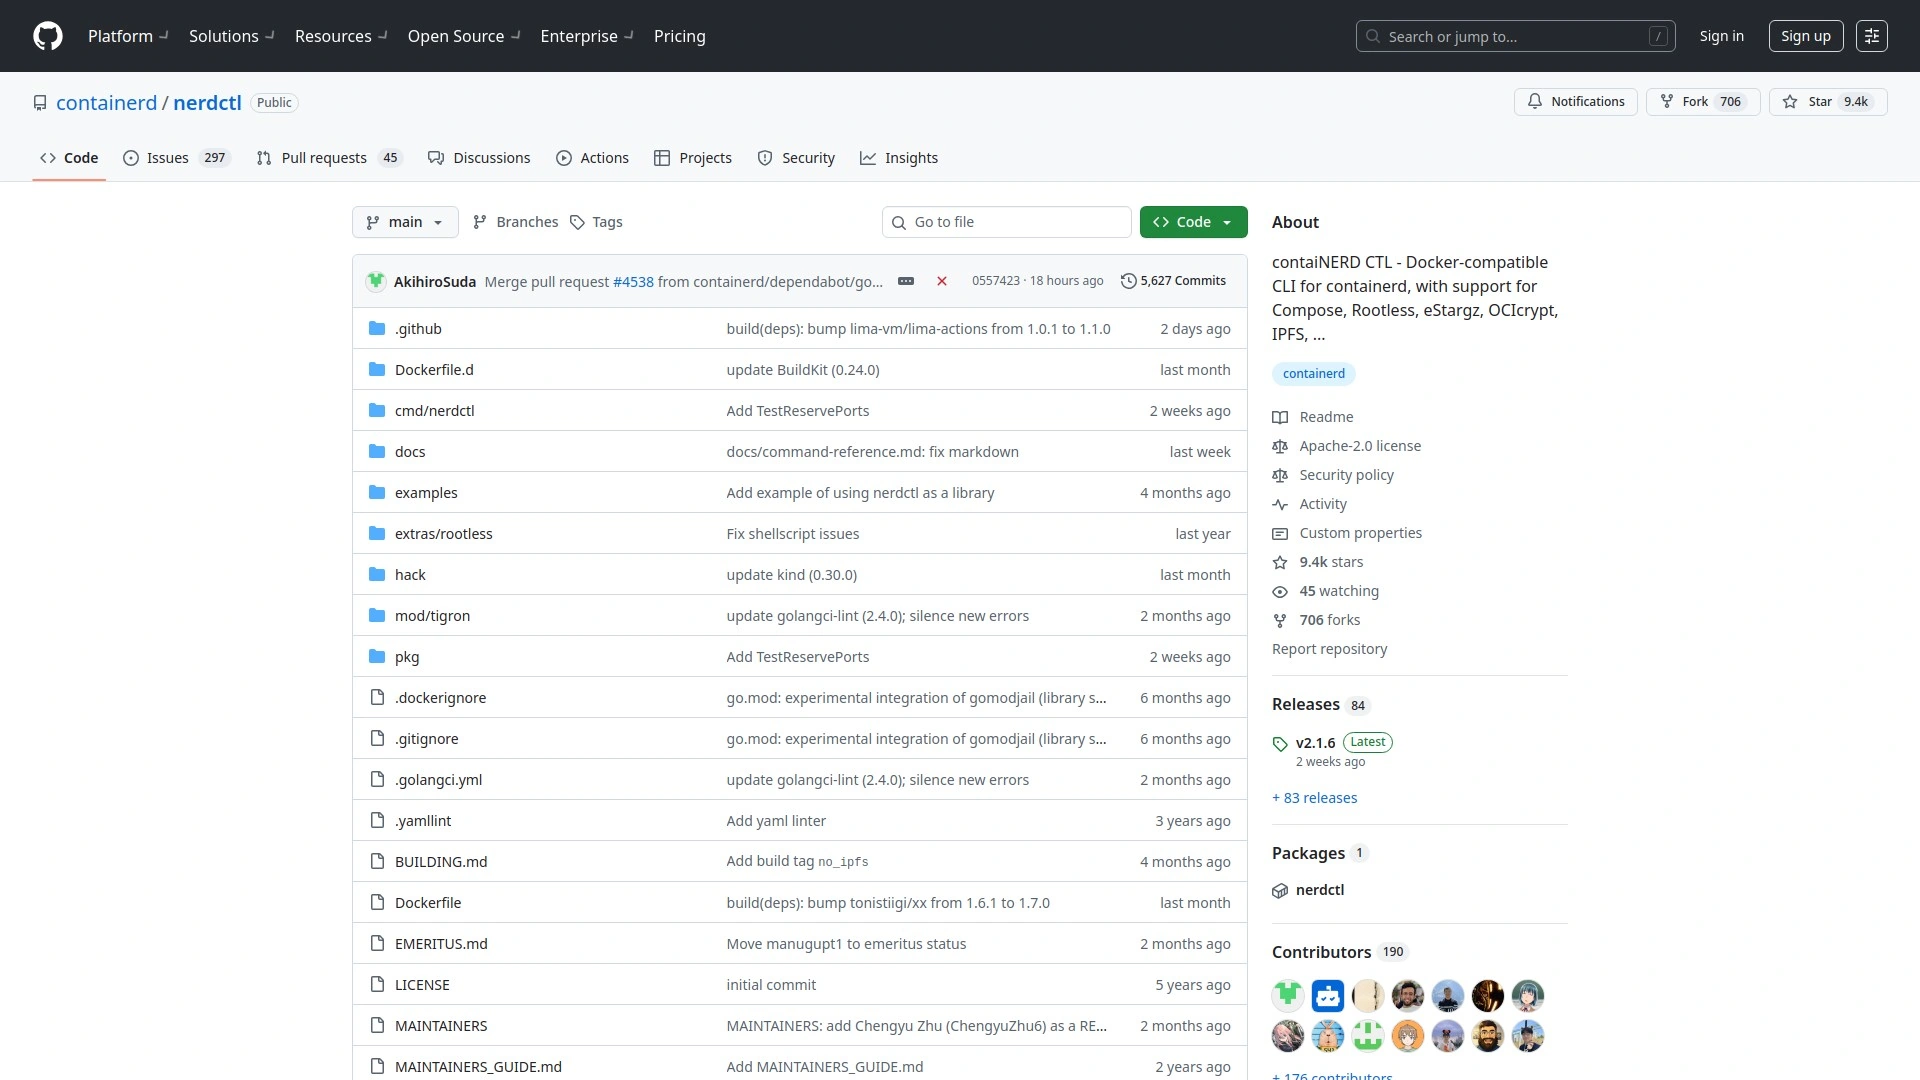 Platform
Solutions
Resources
Open Source
Enterprise
Pricing
Search or jump to...
/
Sign in
Sign up
containerd / nerdctl
Public
Notifications
Fork 706
Star 9.4k
Code
Issues 297
Pull requests 45
Discussions
Actions
Projects
Security
Insights
main
Branches
Tags
Go to file
Code
AkihiroSuda Merge pull request #4538 from containerd/dependabot/go... 0557423 · 18 hours ago 5,627 Commits
.github build(deps): bump lima-vm/lima-actions from 1.0.1 to 1.1.0 2 days ago
Dockerfile.d update BuildKit (0.24.0) last month
cmd/nerdctl Add TestReservePorts 2 weeks ago
docs docs/command-reference.md: fix markdown last week
examples Add example of using nerdctl as a library 4 months ago
extras/rootless Fix shellscript issues last year
hack update kind (0.30.0) last month
mod/tigron update golangci-lint (2.4.0); silence new errors 2 months ago
pkg Add TestReservePorts 2 weeks ago
.dockerignore go.mod: experimental integration of gomodjail (library s... 6 months ago
.gitignore go.mod: experimental integration of gomodjail (library s... 6 months ago
.golangci.yml update golangci-lint (2.4.0); silence new errors 2 months ago
.yamllint Add yaml linter 3 years ago
BUILDING.md Add build tag no_ipfs 4 months ago
Dockerfile build(deps): bump tonistiigi/xx from 1.6.1 to 1.7.0 last month
EMERITUS.md Move manugupt1 to emeritus status 2 months ago
LICENSE initial commit 5 years ago
MAINTAINERS MAINTAINERS: add Chengyu Zhu (ChengyuZhu6) as a RE... 2 months ago
MAINTAINERS_GUIDE.md Add MAINTAINERS_GUIDE.md 2 years ago
About
contaiNERD CTL - Docker-compatible
CLI for containerd, with support for
Compose, Rootless, eStargz, OCIcrypt,
IPFS, ...
containerd
Readme
Apache-2.0 license
Security policy
Activity
Custom properties
9.4k stars
45 watching
706 forks
Report repository
Releases 84
v2.1.6 Latest
2 weeks ago
+ 83 releases
Packages 1
nerdctl
Contributors 190
+ 176 contributors